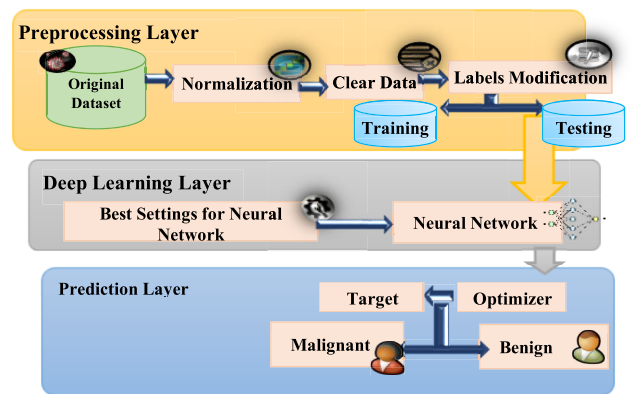 Preprocessing Layer
Original
Dataset
Normalization
Clear Data
Labels Modification
Training
Testing
Deep Learning Layer
Best Settings for Neural
Network
Neural Network
Prediction Layer
Target
Optimizer
Malignant
Benign